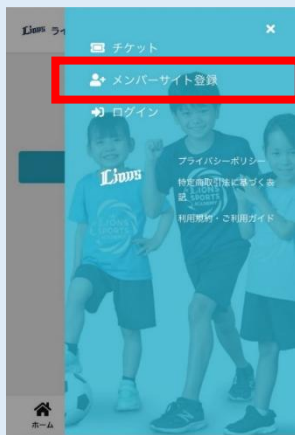 Lions ライ
×
チケット
メンバーサイト登録
ログイン
プライバシーポリシー
Lions
特定商取引法に基づく表
記
利用規約・ご利用ガイド
LIONS
SPORTS
ACADEMY
ホーム